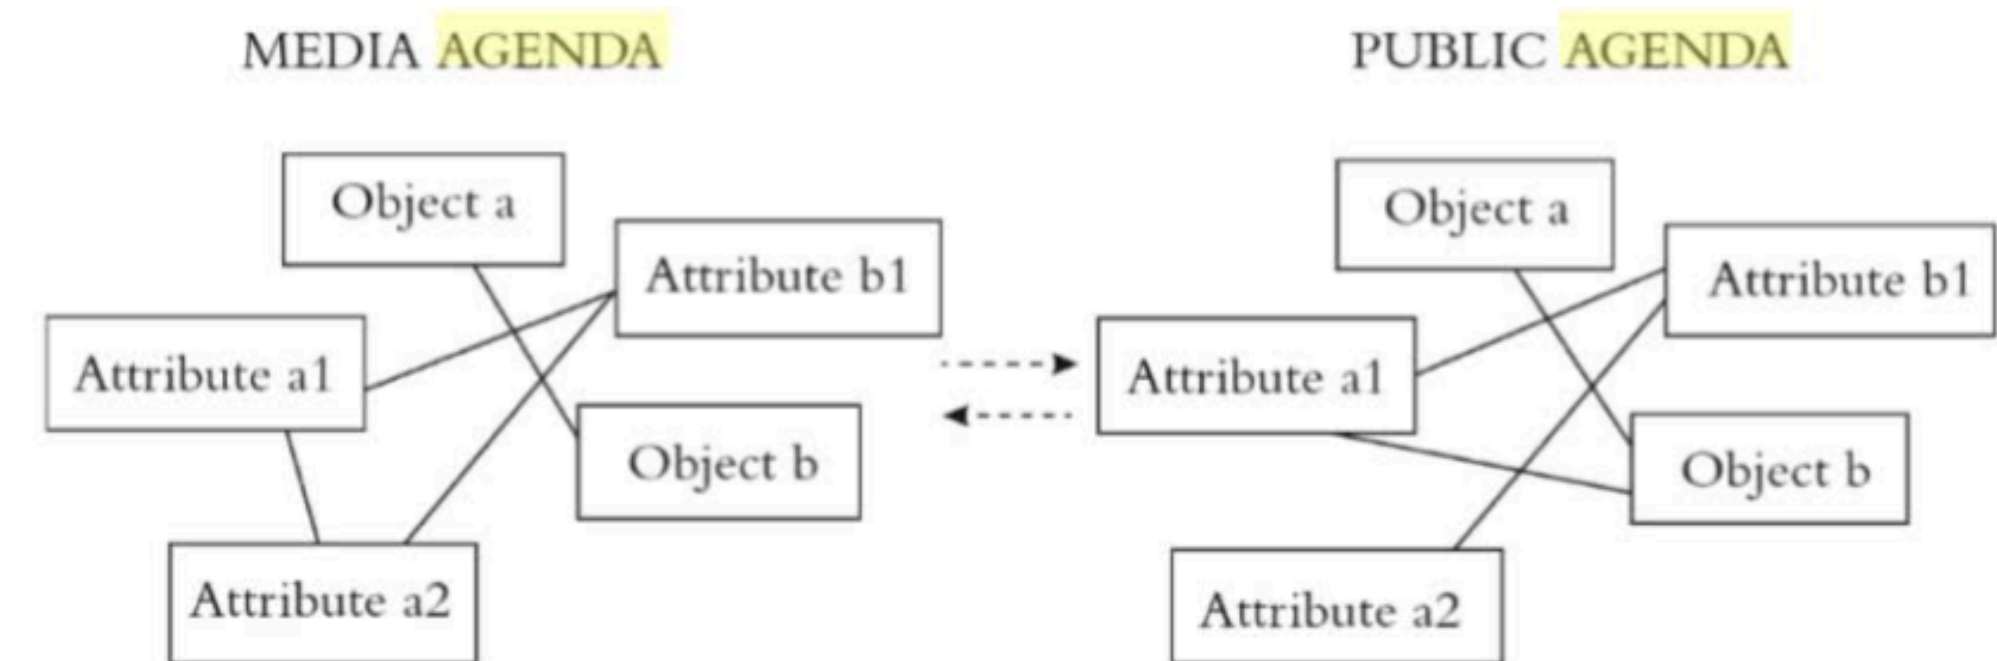 MEDIA AGENDA
PUBLIC AGENDA
Object a
Attribute b1
Attribute a1
Object b
Attribute a2
Object a
Attribute b1
Attribute a1
Object b
Attribute a2